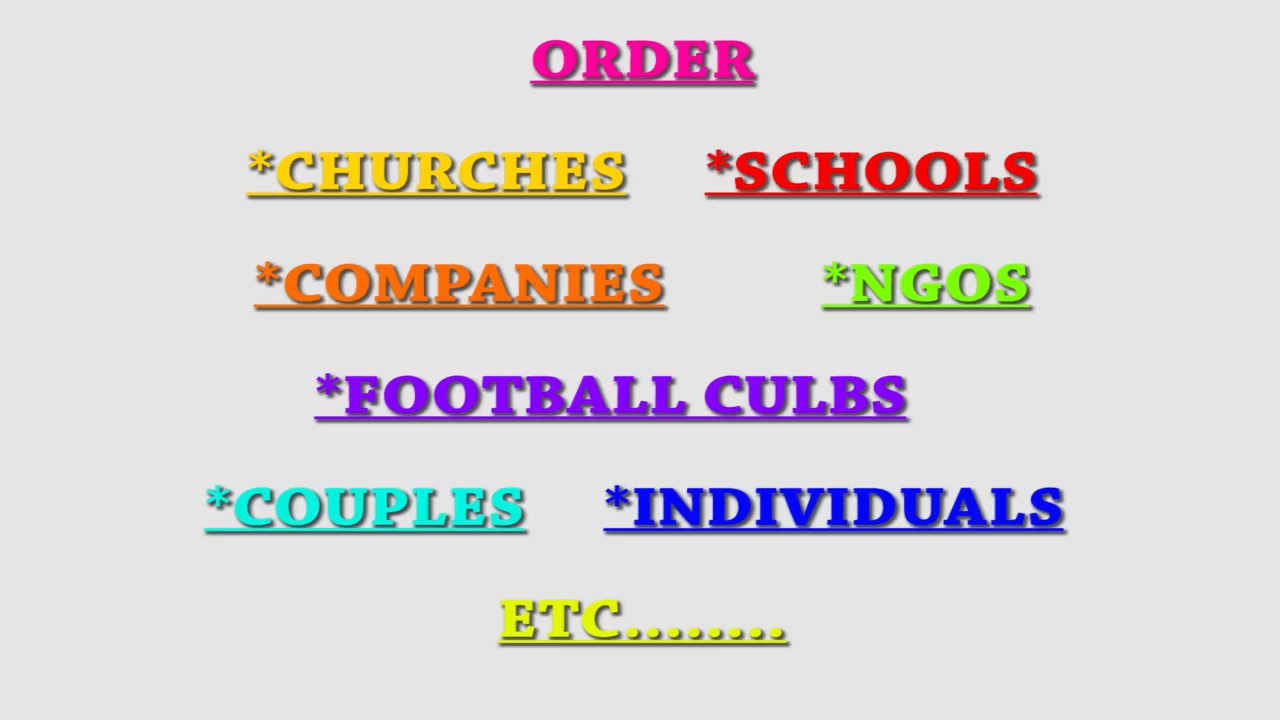 ORDER
*CHURCHES *SCHOOLS
*COMPANIES *NGOS
*FOOTBALL CULBS
*COUPLES *INDIVIDUALS
ETC........